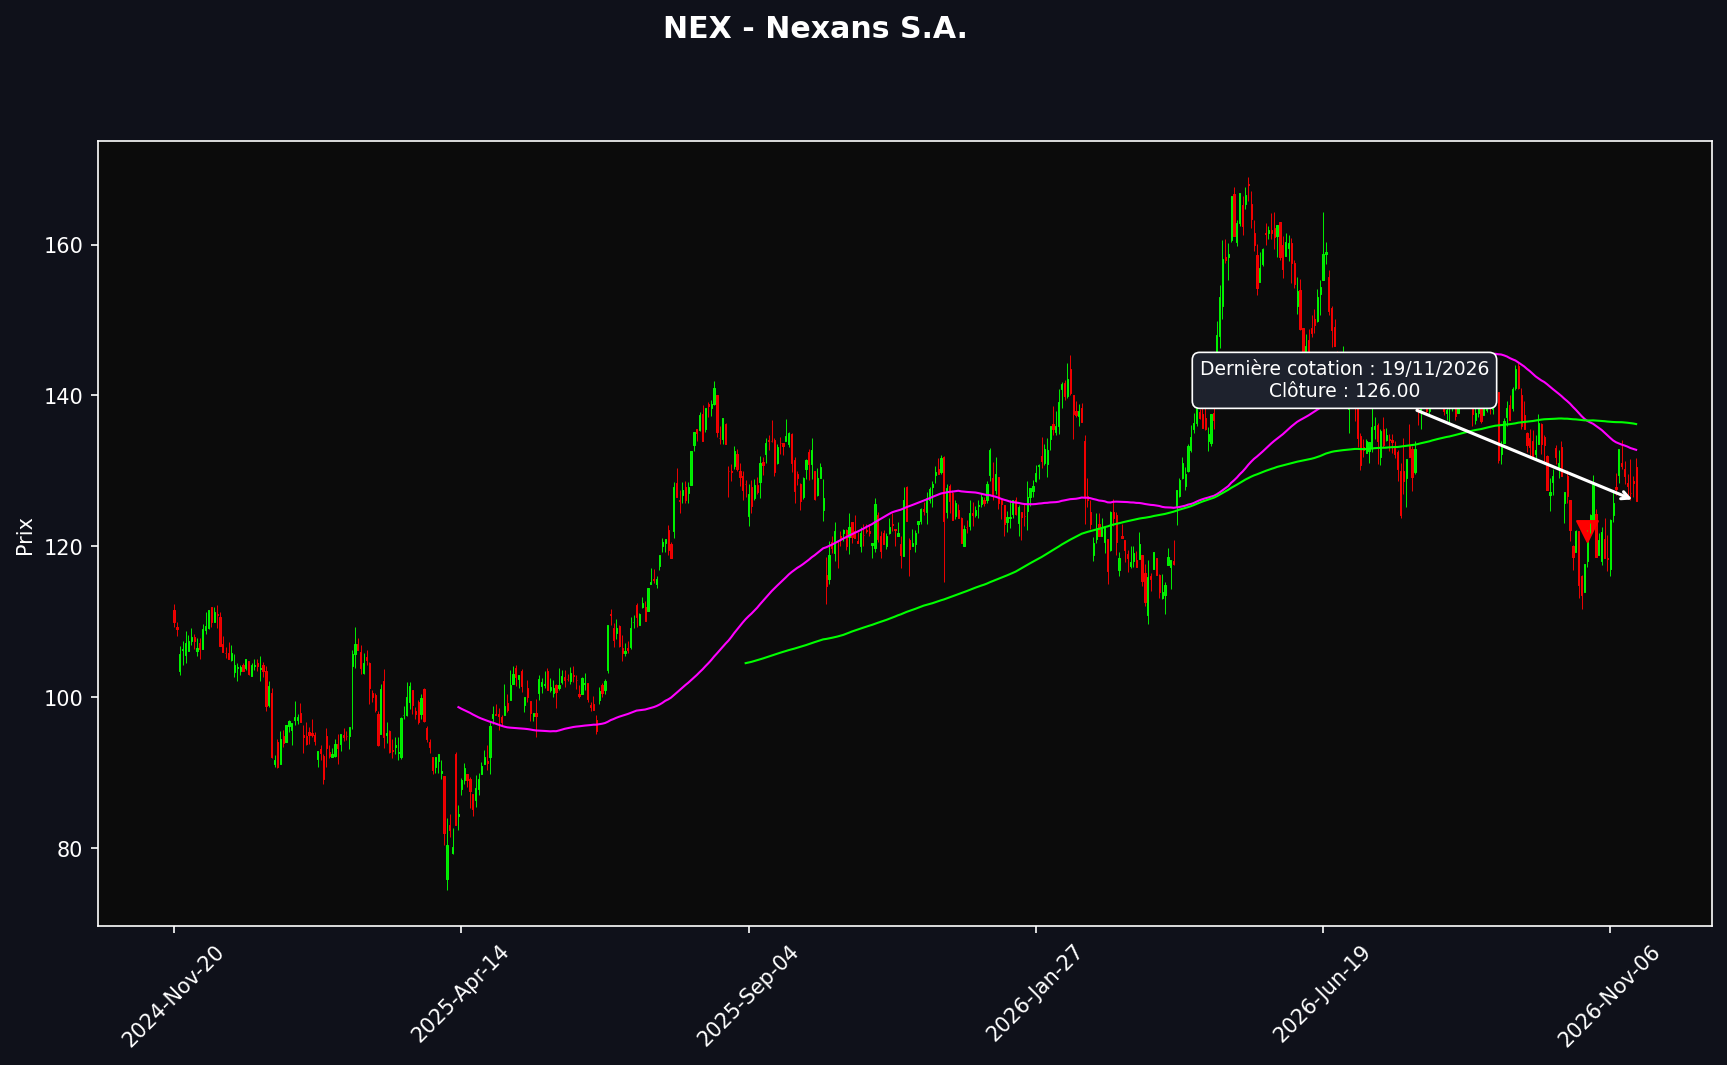 NEX - Nexans S.A.
160
140
120
100
80
Prix
Dernière cotation : 19/11/2026
Clôture : 126.00
2024-Nov-20
2025-Apr-14
2025-Sep-04
2026-Jan-27
2026-Jun-19
2026-Nov-06